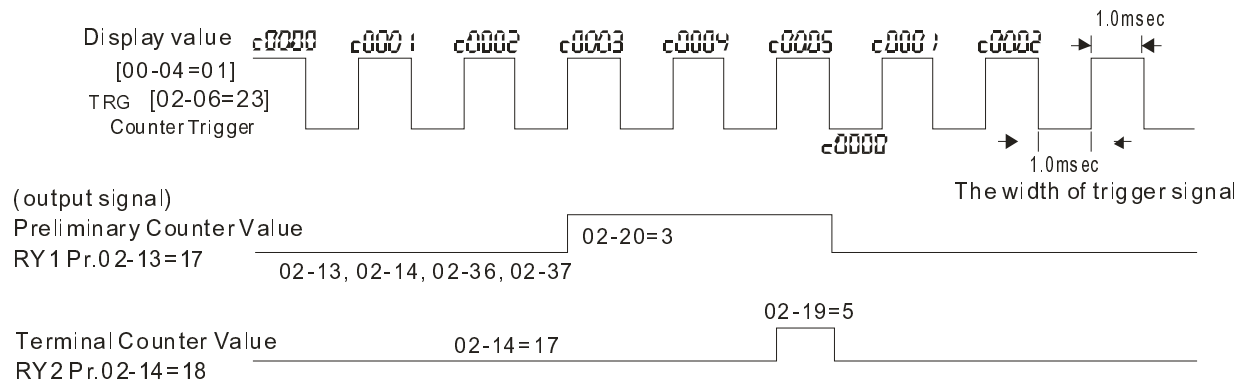 1.0msec
Display value c0000 c0001 c0002 c0003 c0004 c0005 c0001 c0002
[00-04=01]
TRG [02-06=23]
Counter Trigger
c0000
1.0msec
The width of trigger signal
(output signal)
Preliminary Counter Value
RY1 Pr.02-13=17
02-20=3
02-13, 02-14, 02-36, 02-37
02-19=5
Terminal Counter Value
02-14=17
RY2 Pr.02-14=18